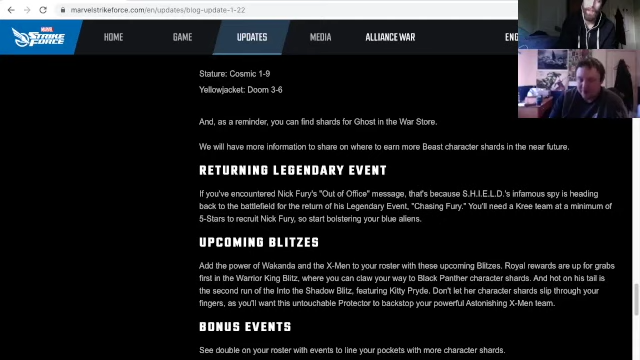 marvelstrikeforce.com/en/updates/blog-update-1-22
MARVEL
STRIKE
FORCE
HOME
GAME
UPDATES
MEDIA
ALLIANCE WAR
ENG
Stature: Cosmic 1-9
Yellowjacket: Doom 3-6
And, as a reminder, you can find shards for Ghost in the War Store.
We will have more information to share on where to earn more Beast character shards in the near future.
RETURNING LEGENDARY EVENT
If you've encountered Nick Fury's "Out of Office" message, that's because S.H.I.E.L.D.'s infamous spy is heading
back to the battlefield for the return of his Legendary Event, "Chasing Fury." You'll need a Kree team at a minimum of
5-Stars to recruit Nick Fury, so start bolstering your blue aliens.
UPCOMING BLITZES
Add the power of Wakanda and the X-Men to your roster with these upcoming Blitzes. Royal rewards are up for grabs
first in the Warrior King Blitz, where you can claw your way to Black Panther character shards. And hot on his tail is
the second run of the Into the Shadow Blitz, featuring Kitty Pryde. Don't let her character shards slip through your
fingers, as you'll want this untouchable Protector to backstop your powerful Astonishing X-Men team.
BONUS EVENTS
See double on your roster with events to line your pockets with more character shards.